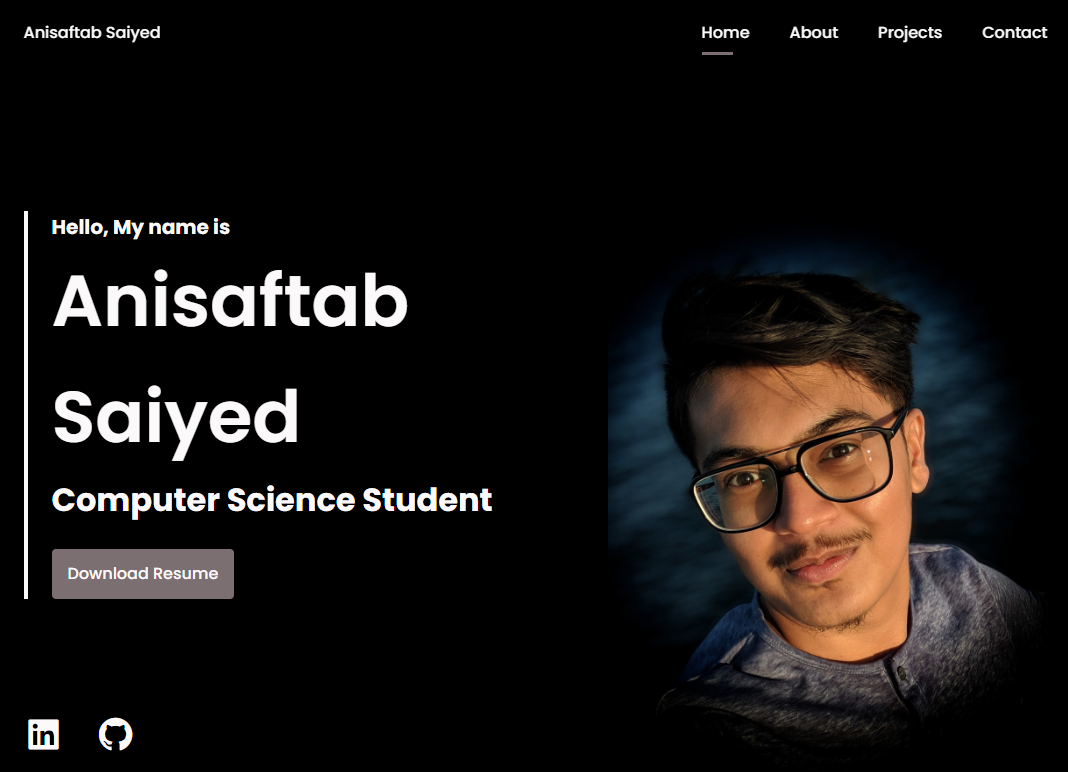 Anisaftab Saiyed
Home About Projects Contact
Hello, My name is
Anisaftab
Saiyed
Computer Science Student
Download Resume
in